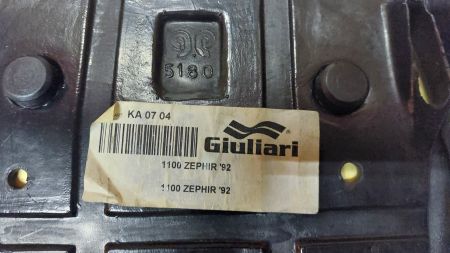 5180
KA 07 04
Giuliari
1100 ZEPHIR '92
1100 ZEPHIR '92